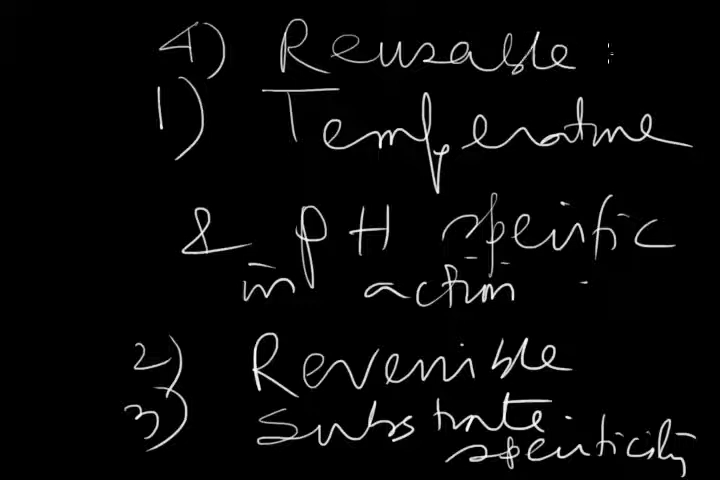 4) Reusable :
1) Temperature
& pH specific
in action .
2) Reversible
3) Substrate.
specificity